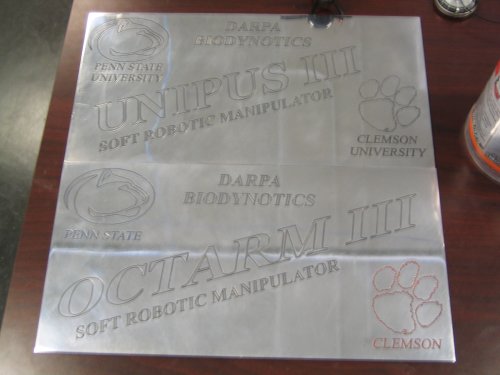 DARPA
BIODYNOTICS
PENN STATE
UNIVERSITY
UNIPUS III
SOFT ROBOTIC MANIPULATOR
CLEMSON
UNIVERSITY
DARPA
BIODYNOTICS
PENN STATE
OCTARM III
SOFT ROBOTIC MANIPULATOR
CLEMSON